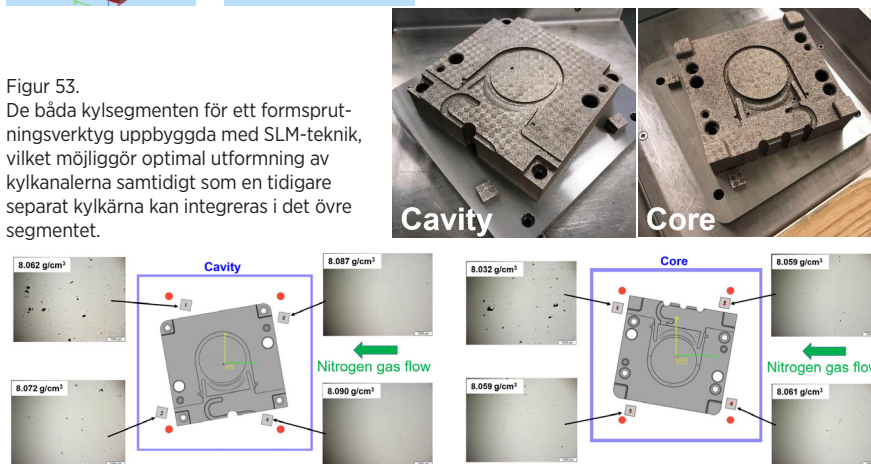 Figur 53.
De båda kylsegmenten för ett formsprut-
ningsverktyg uppbyggda med SLM-teknik,
vilket möjliggör optimal utformning av
kylkanalerna samtidigt som en tidigare
separat kylkärna kan integreras i det övre
segmentet.
Cavity
Core
8.062 g/cm³
Cavity
8.087 g/cm³
Nitrogen gas flow
8.072 g/cm³
8.090 g/cm³
8.032 g/cm³
Core
8.059 g/cm³
Nitrogen gas flow
8.059 g/cm³
8.061 g/cm³